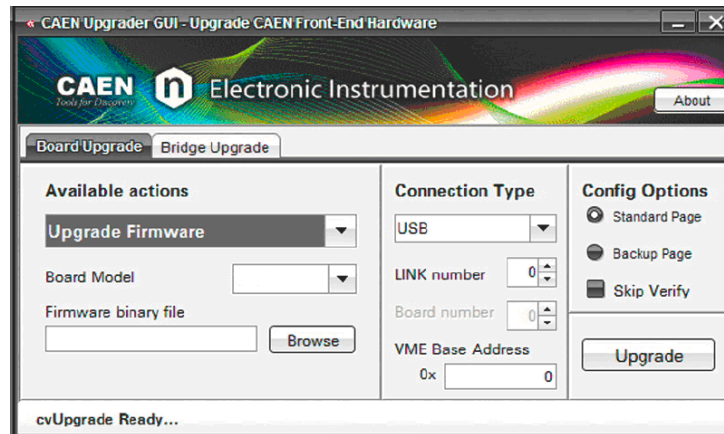 CAEN Upgrader GUI - Upgrade CAEN Front-End Hardware
CAEN n Electronic Instrumentation
Tools for Discovery
About
Board Upgrade Bridge Upgrade
Available actions
Upgrade Firmware
Board Model
Firmware binary file
Browse
Connection Type
USB
LINK number 0
Board number 0
VME Base Address
0x 0
Config Options
Standard Page
Backup Page
Skip Verify
Upgrade
cvUpgrade Ready...